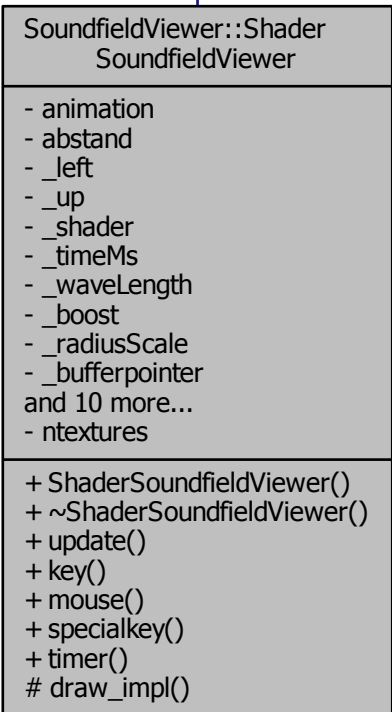 SoundfieldViewer::Shader
SoundfieldViewer
- animation
- abstand
- _left
- _up
- _shader
- _timeMs
- _waveLength
- _boost
- _radiusScale
- _bufferpointer
and 10 more...
- ntextures
+ ShaderSoundfieldViewer()
+ ~ShaderSoundfieldViewer()
+ update()
+ key()
+ mouse()
+ specialkey()
+ timer()
# draw_impl()